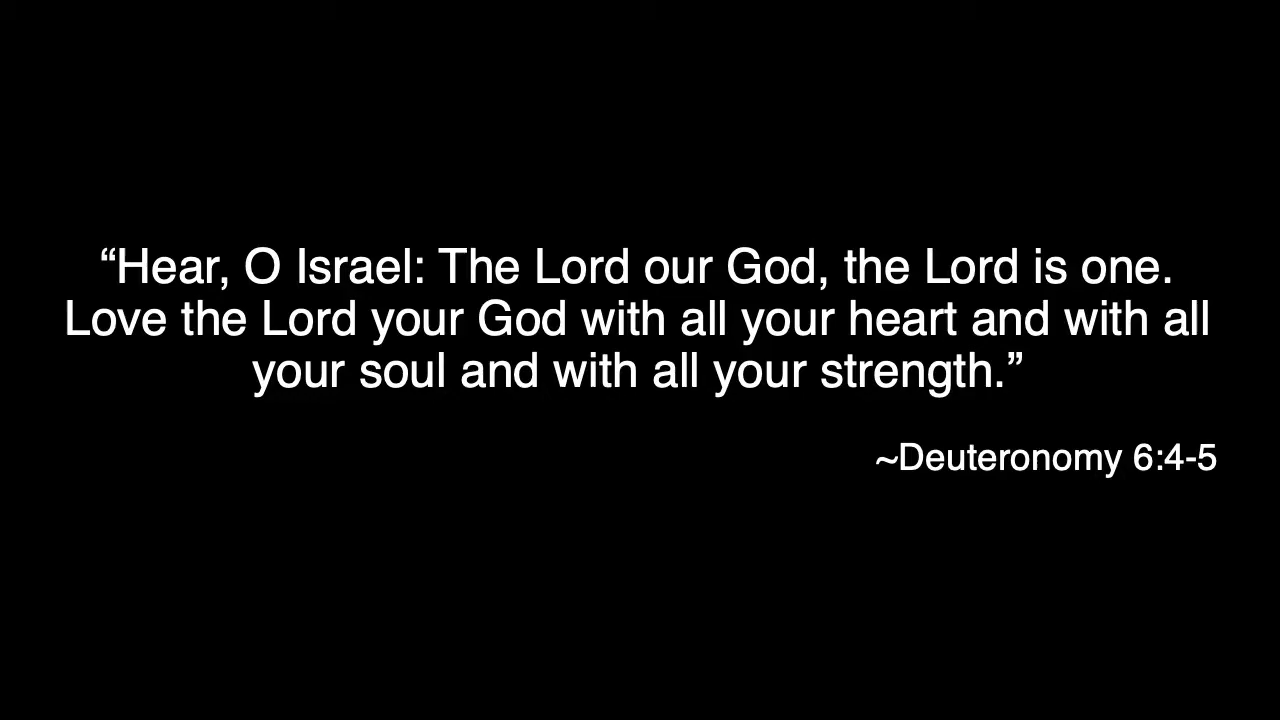 “Hear, O Israel: The Lord our God, the Lord is one.
Love the Lord your God with all your heart and with all
your soul and with all your strength.”
~Deuteronomy 6:4-5